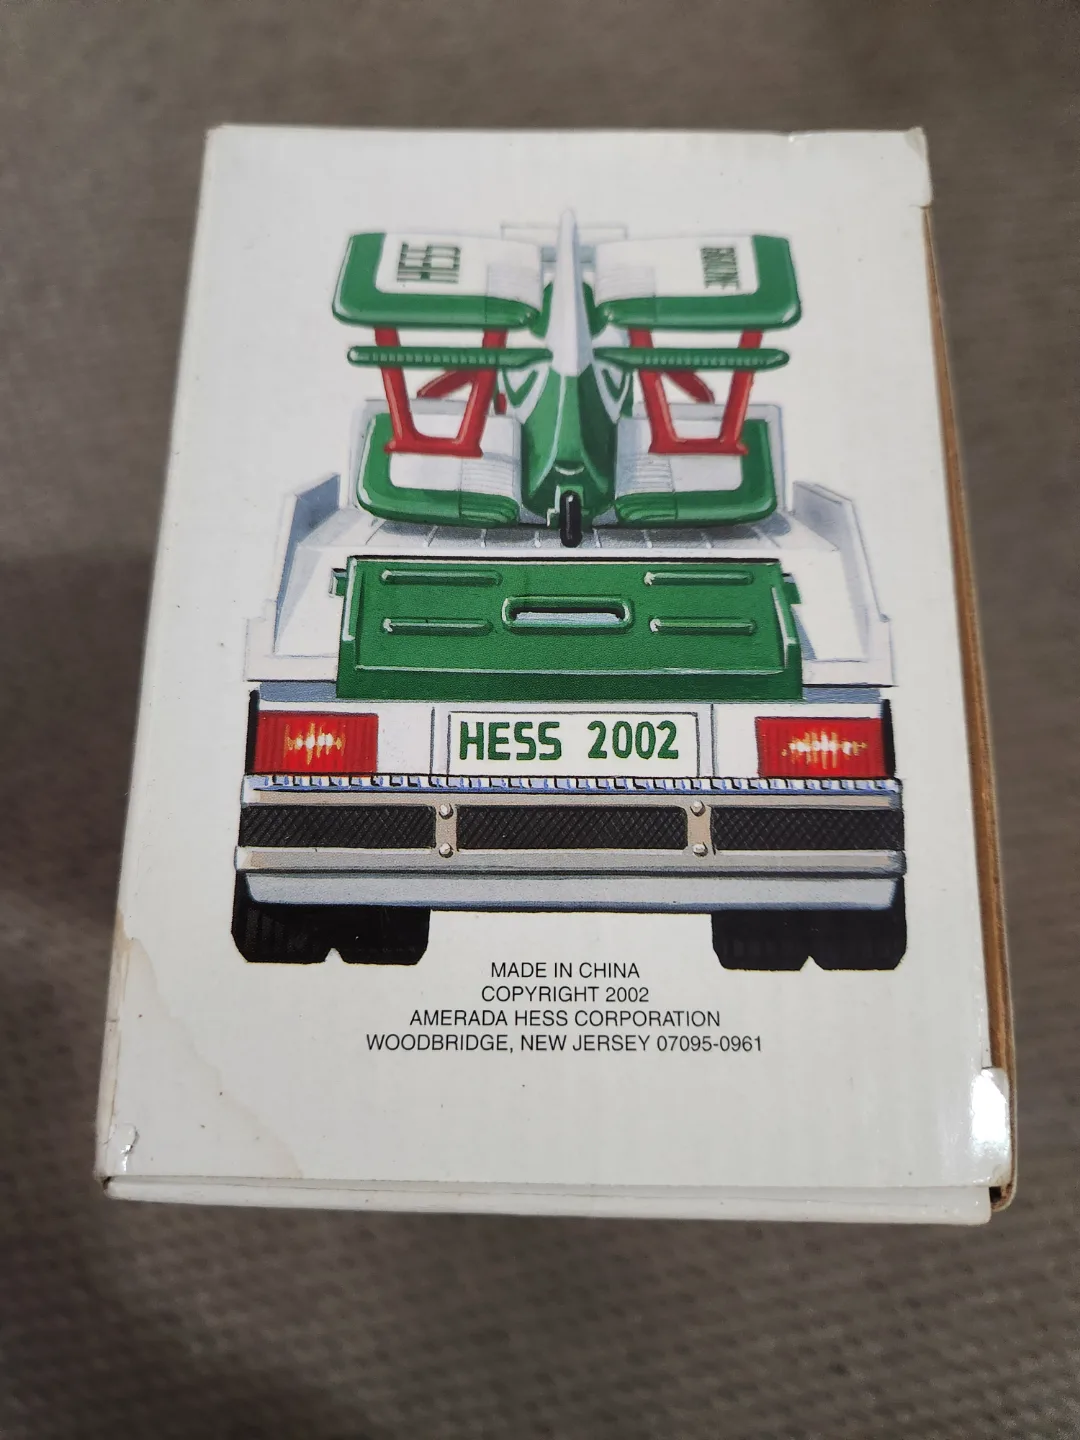 HESS
HESS 2002
MADE IN CHINA
COPYRIGHT 2002
AMERADA HESS CORPORATION
WOODBRIDGE, NEW JERSEY 07095-0961